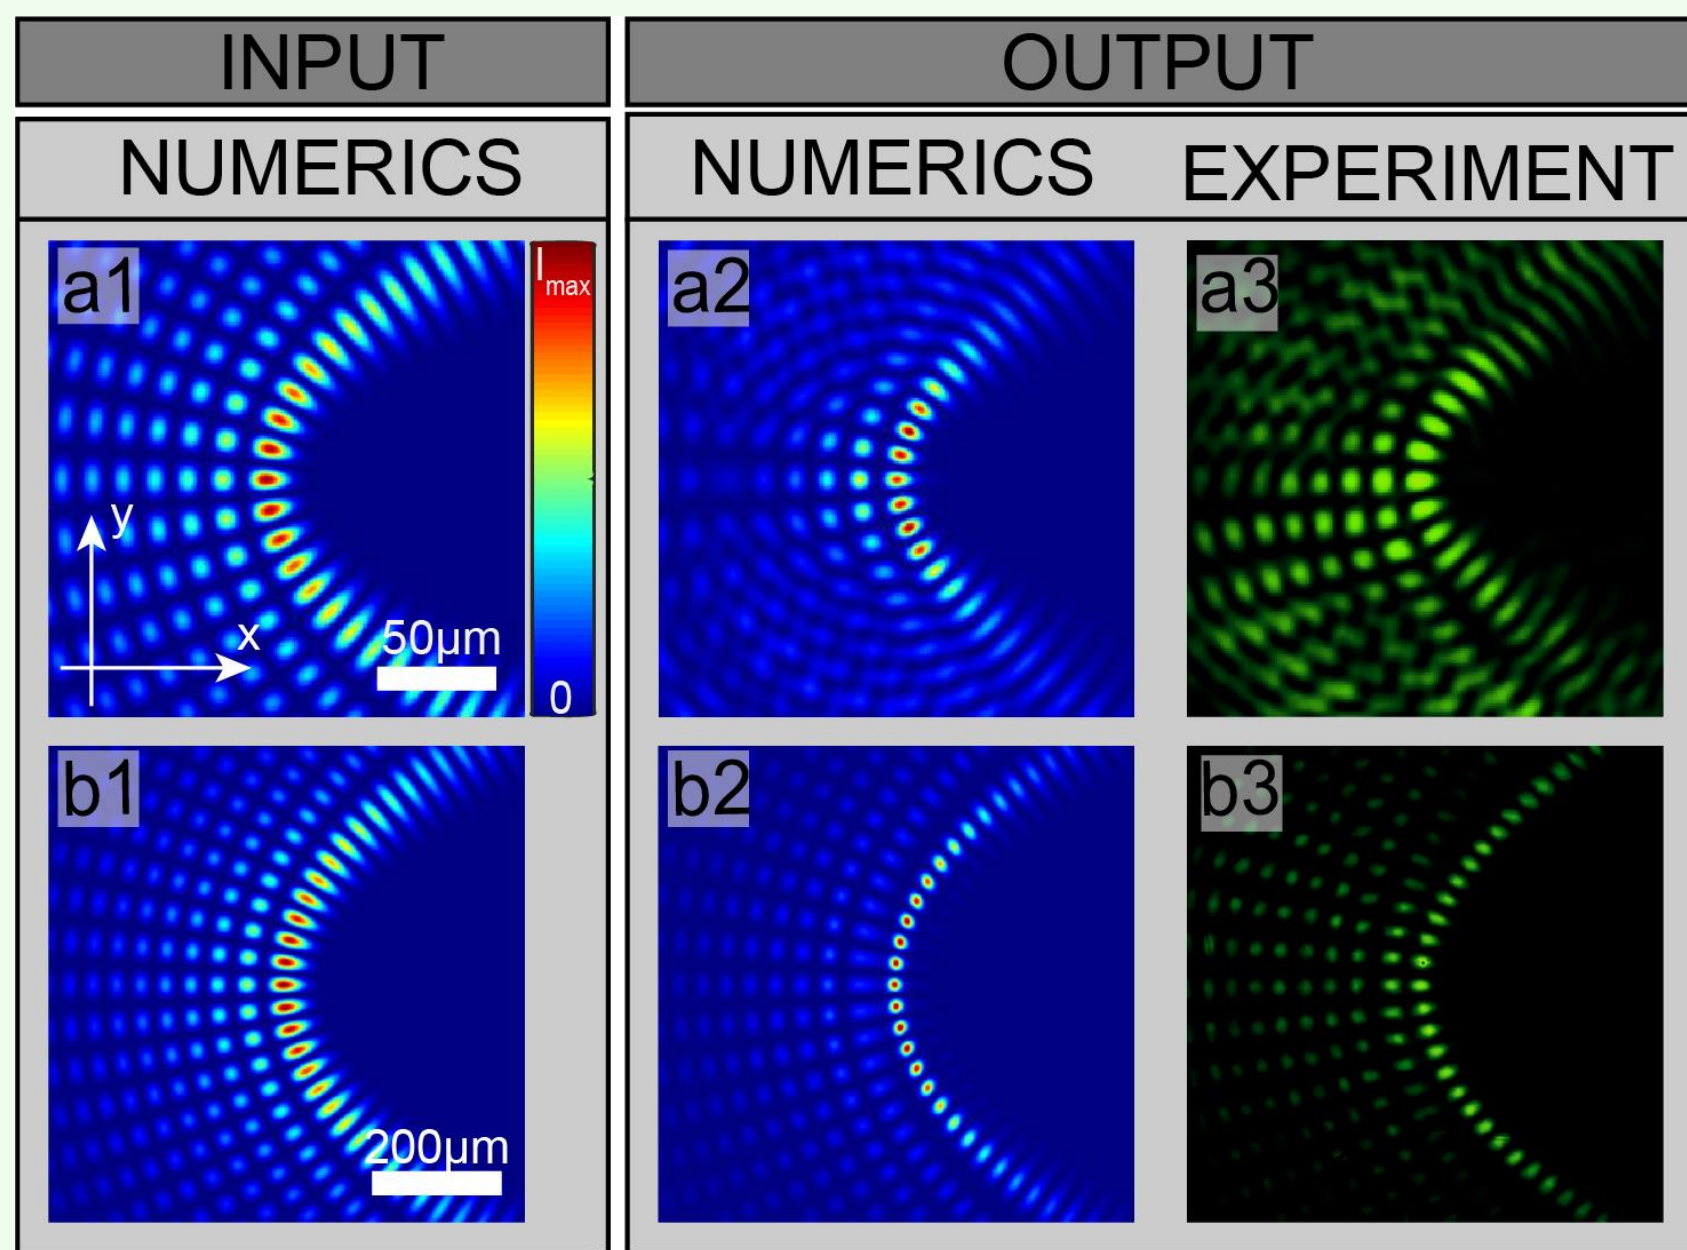 INPUT
OUTPUT
NUMERICS
NUMERICS
EXPERIMENT
a1
I max
a2
a3
y
x
50μm
0
b1
b2
b3
200μm